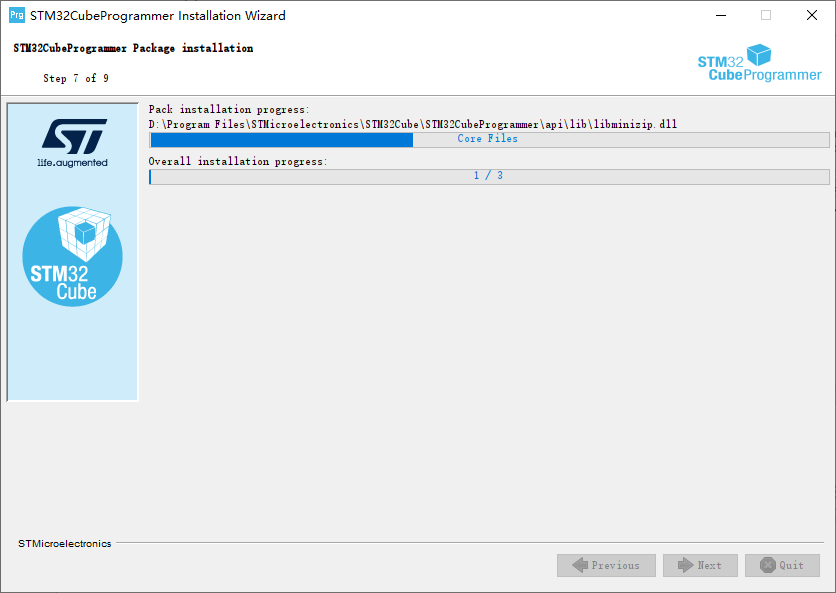 Prg STM32CubeProgrammer Installation Wizard
STM32CubeProgrammer Package installation
Step 7 of 9
STM32
CubeProgrammer
life.augmented
STM32
Cube
Pack installation progress:
D:\Program Files\STMicroelectronics\STM32Cube\STM32CubeProgrammer\api\lib\libminizip.dll
Core Files
Overall installation progress:
1 / 3
STMicroelectronics
Previous Next Quit